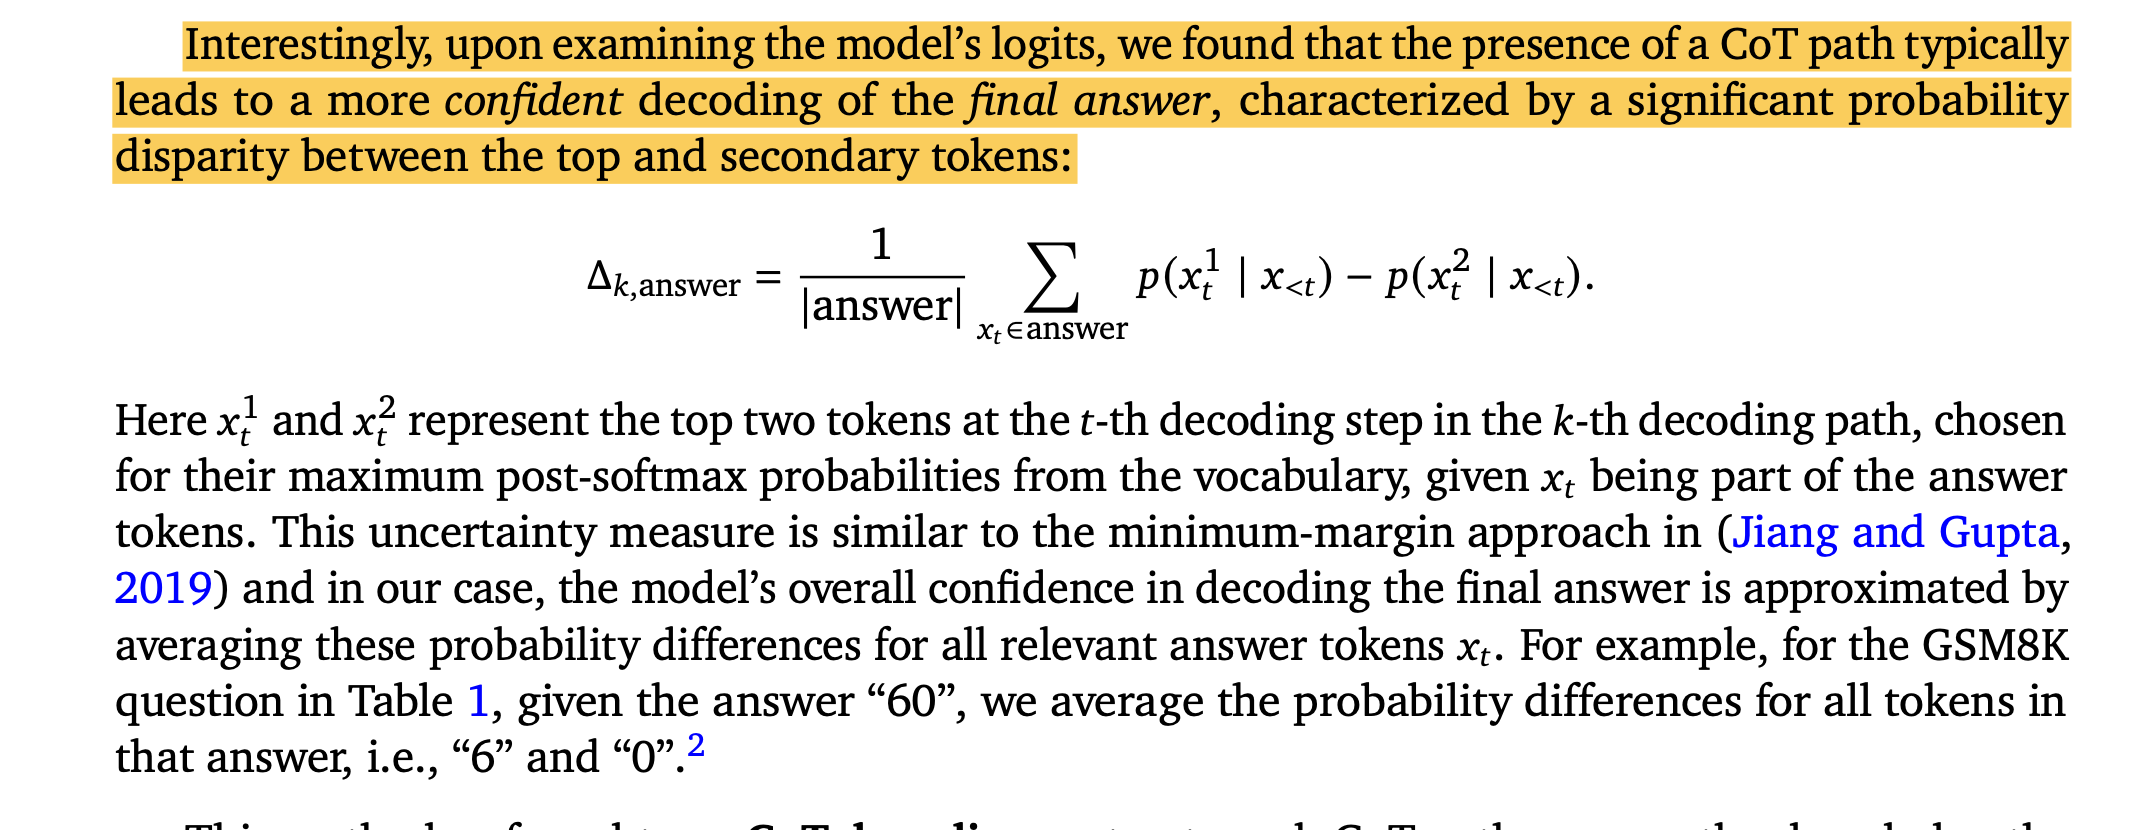 Interestingly, upon examining the model's logits, we found that the presence of a CoT path typically
leads to a more confident decoding of the final answer, characterized by a significant probability
disparity between the top and secondary tokens:
Δ_{k,answer} = \frac{1}{|answer|} \sum_{x_t ∈ answer} p(x_t^1 | x_{<t}) − p(x_t^2 | x_{<t}).
Here x_t^1 and x_t^2 represent the top two tokens at the t-th decoding step in the k-th decoding path, chosen
for their maximum post-softmax probabilities from the vocabulary, given x_t being part of the answer
tokens. This uncertainty measure is similar to the minimum-margin approach in (Jiang and Gupta,
2019) and in our case, the model's overall confidence in decoding the final answer is approximated by
averaging these probability differences for all relevant answer tokens x_t. For example, for the GSM8K
question in Table 1, given the answer “60”, we average the probability differences for all tokens in
that answer, i.e., “6” and “0”.2